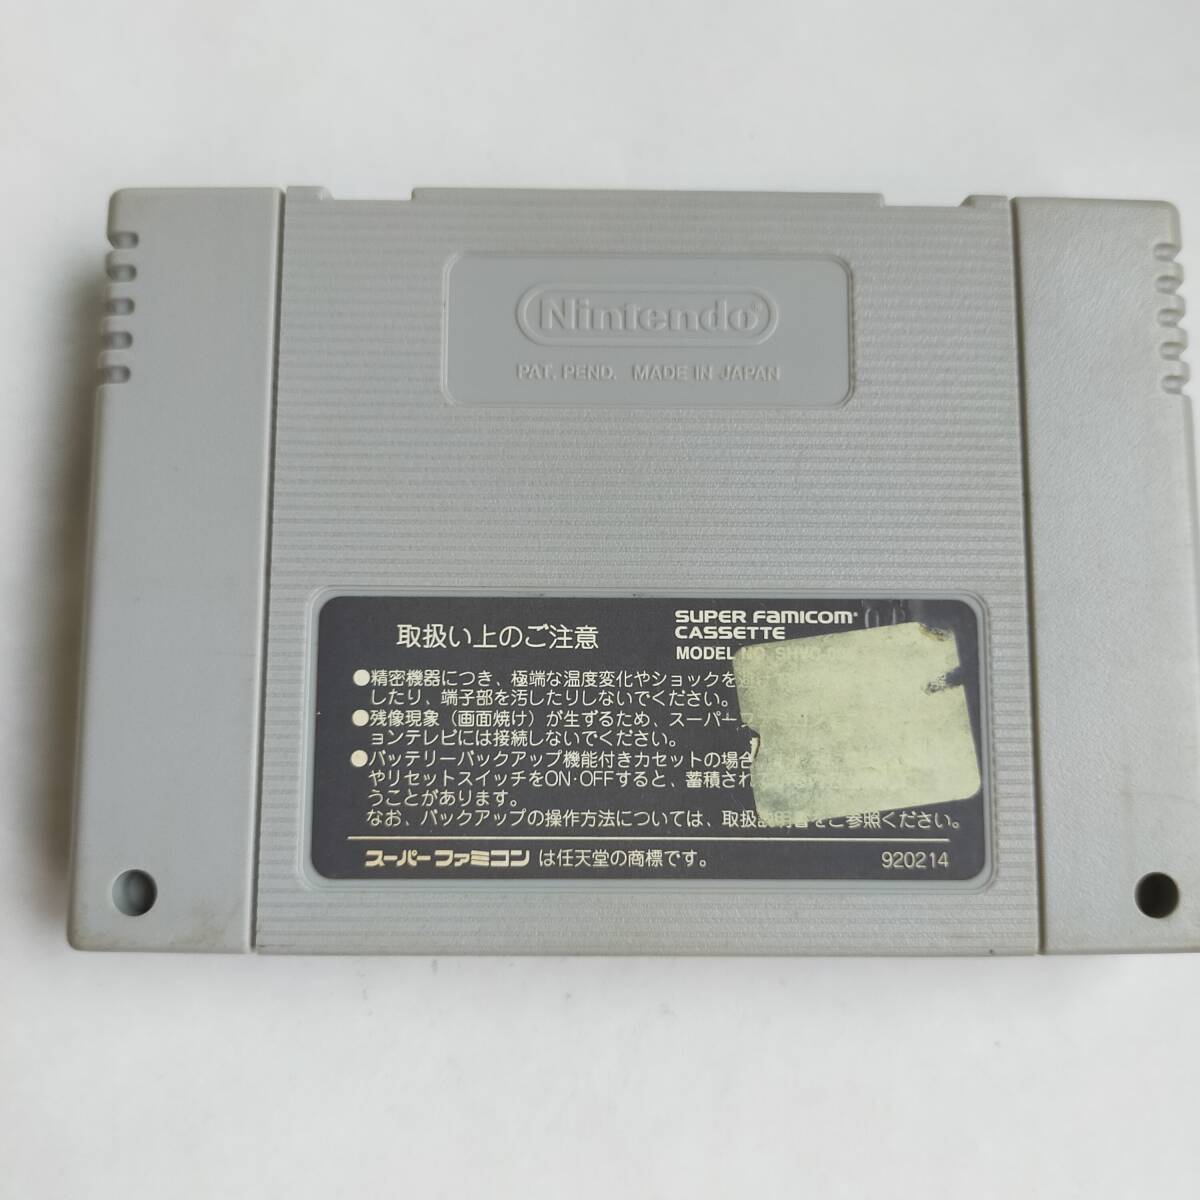 Nintendo®
PAT. PEND. MADE IN JAPAN
取扱い上のご注意
SUPER FAMICOM®
CASSETTE
MODEL NO. SHVC-00
●精密機器につき、極端な温度変化やショックを避け
したり、端子部を汚したりしないでください。
●残像現象（画面焼け）が生ずるため、スーパーファミコン
ョンテレビには接続しないでください。
●バッテリーバックアップ機能付きカセットの場合
やリセットスイッチをON･OFFすると、蓄積され
うことがあります。
なお、バックアップの操作方法については、取扱説明書をご参照ください。
スーパーファミコン は任天堂の商標です。
920214